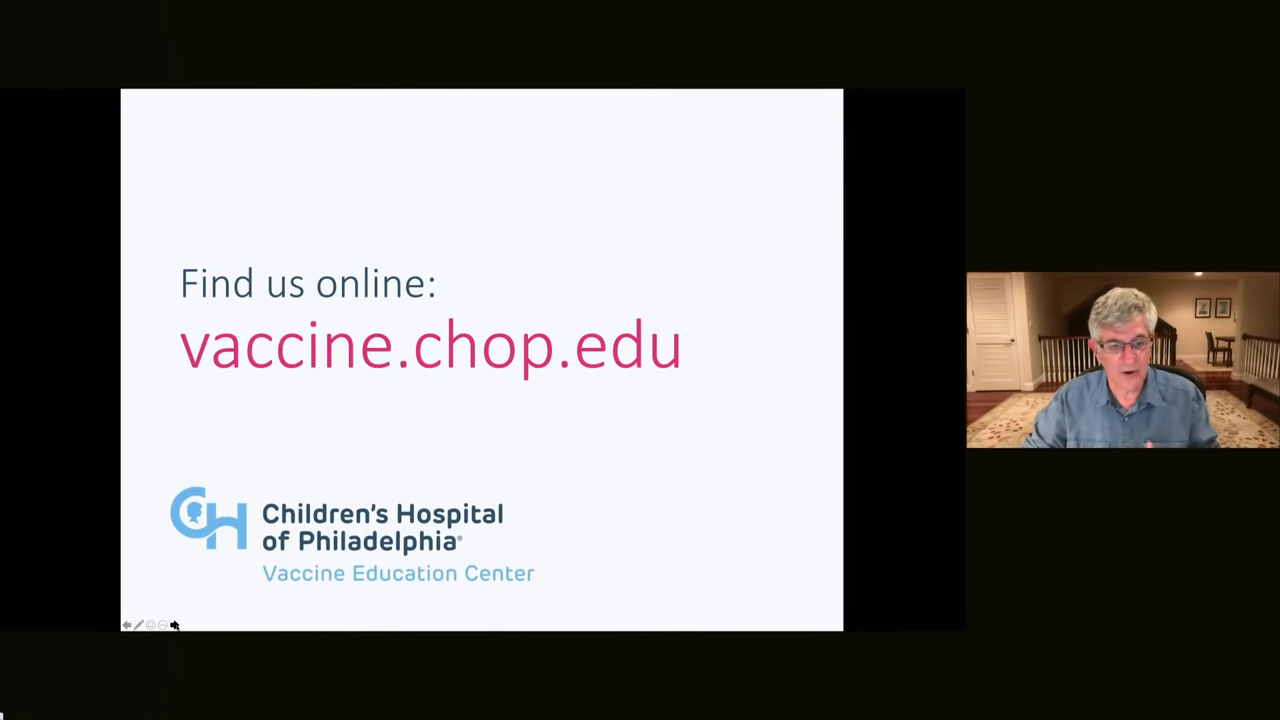 Find us online:
vaccine.chop.edu
Children's Hospital
of Philadelphia®
Vaccine Education Center